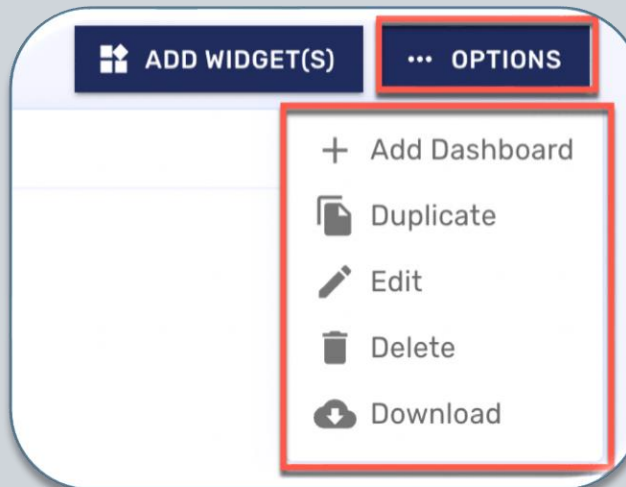 ADD WIDGET(S)
... OPTIONS
Add Dashboard
Duplicate
Edit
Delete
Download